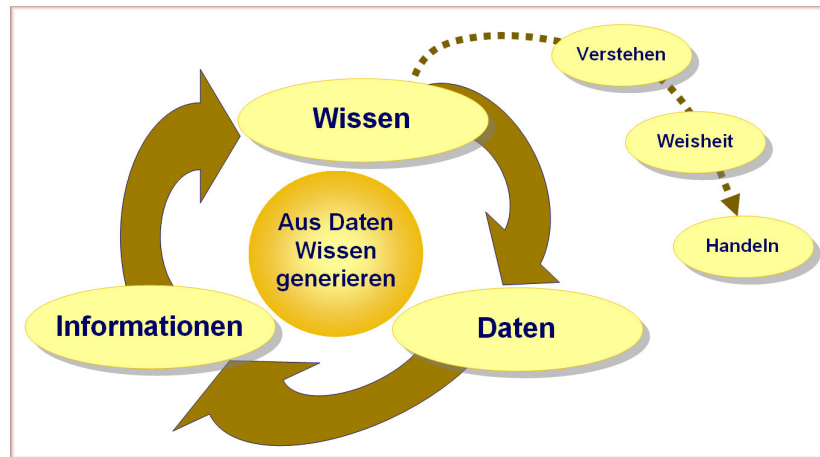 Verstehen
Wissen
Weisheit
Aus Daten
Wissen
generieren
Handeln
Informationen
Daten